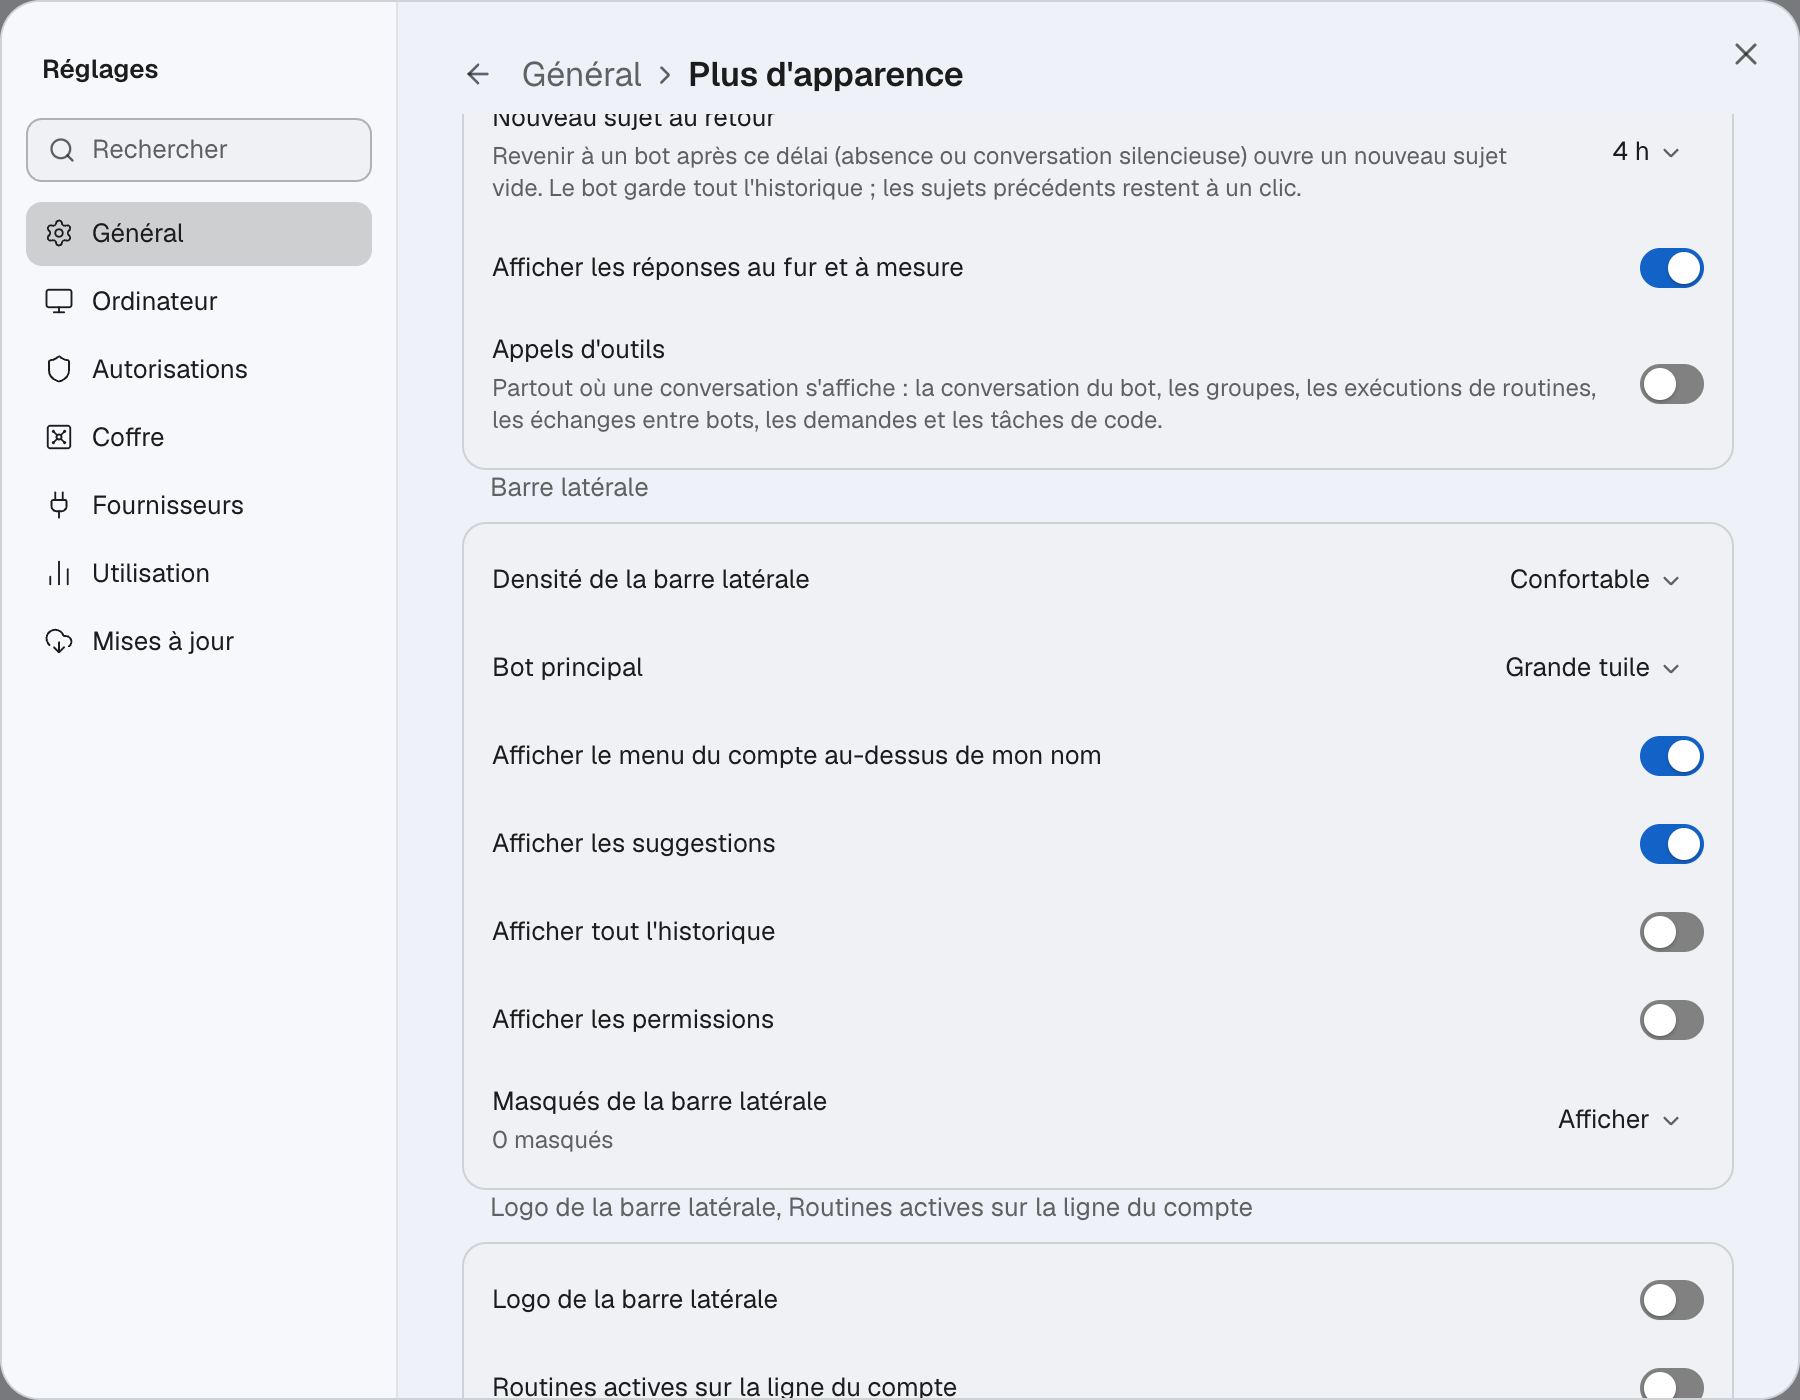 Réglages
Rechercher
Général
Ordinateur
Autorisations
Coffre
Fournisseurs
Utilisation
Mises à jour
Général > Plus d'apparence
Nouveau sujet au retour
Revenir à un bot après ce délai (absence ou conversation silencieuse) ouvre un nouveau sujet
vide. Le bot garde tout l'historique ; les sujets précédents restent à un clic.
4 h
Afficher les réponses au fur et à mesure
Appels d'outils
Partout où une conversation s'affiche : la conversation du bot, les groupes, les exécutions de routines,
les échanges entre bots, les demandes et les tâches de code.
Barre latérale
Densité de la barre latérale
Confortable
Bot principal
Grande tuile
Afficher le menu du compte au-dessus de mon nom
Afficher les suggestions
Afficher tout l'historique
Afficher les permissions
Masqués de la barre latérale
0 masqués
Afficher
Logo de la barre latérale, Routines actives sur la ligne du compte
Logo de la barre latérale
Routines actives sur la ligne du compte